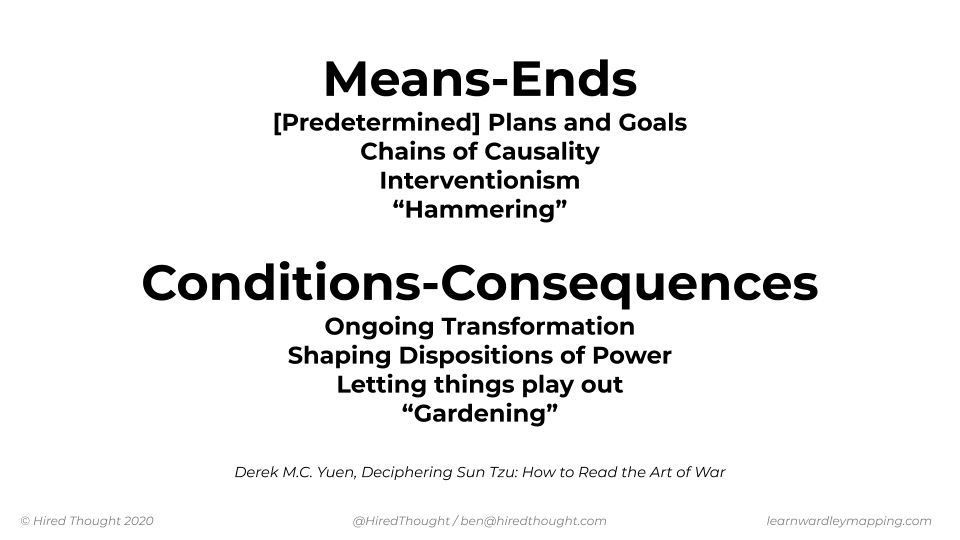 Means-Ends
[Predetermined] Plans and Goals
Chains of Causality
Interventionism
“Hammering”
Conditions-Consequences
Ongoing Transformation
Shaping Dispositions of Power
Letting things play out
“Gardening”
Derek M.C. Yuen, Deciphering Sun Tzu: How to Read the Art of War
© Hired Thought 2020
@HiredThought / ben@hiredthought.com
learnwardleymapping.com